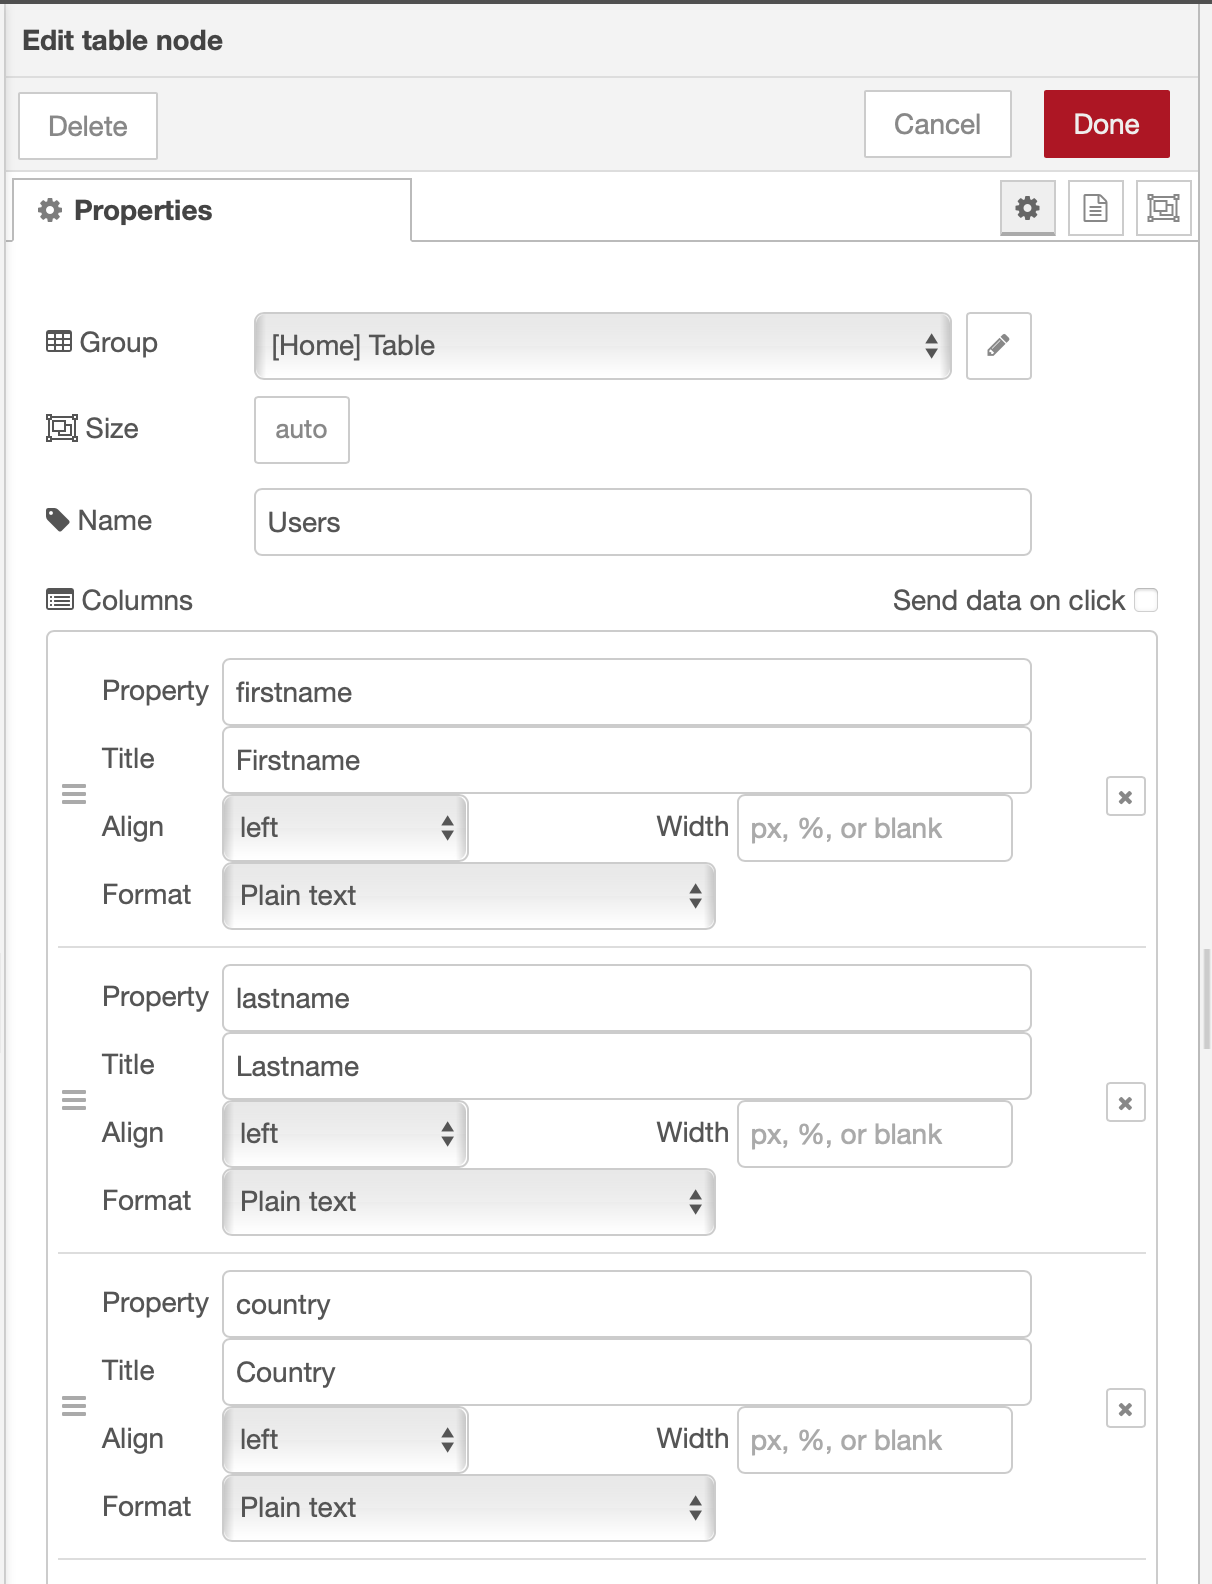 Edit table node
Delete Cancel Done
Properties
Group [Home] Table
Size auto
Name Users
Columns Send data on click
Property firstname
Title Firstname
Align left Width px, %, or blank
Format Plain text
Property lastname
Title Lastname
Align left Width px, %, or blank
Format Plain text
Property country
Title Country
Align left Width px, %, or blank
Format Plain text